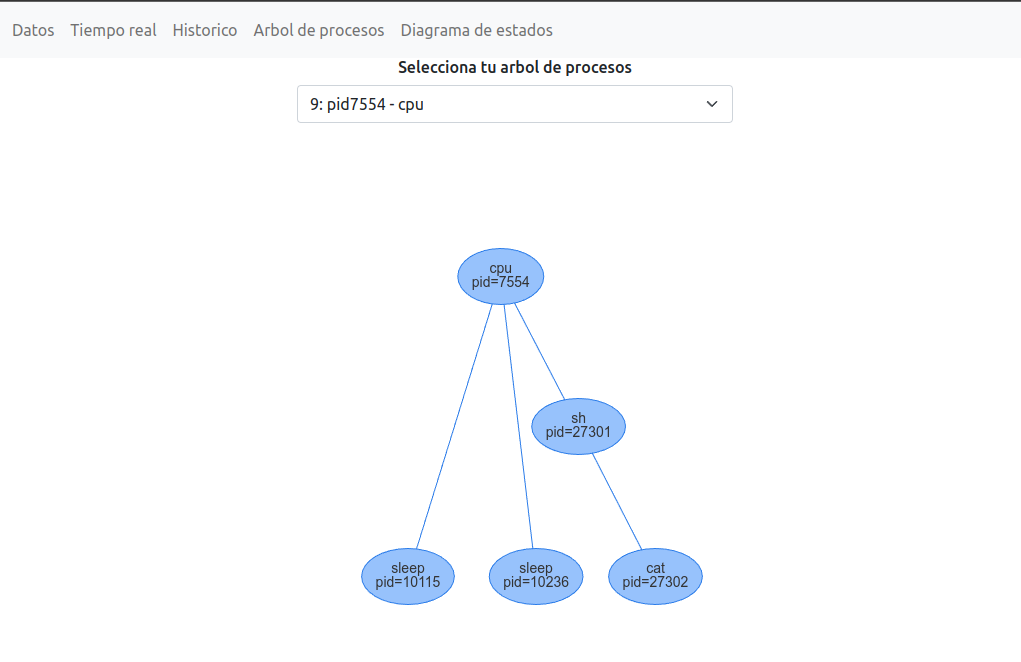 Datos Tiempo real Historico Arbol de procesos Diagrama de estados
Selecciona tu arbol de procesos
9: pid7554 - cpu
cpu
pid=7554
sh
pid=27301
sleep
pid=10115
sleep
pid=10236
cat
pid=27302